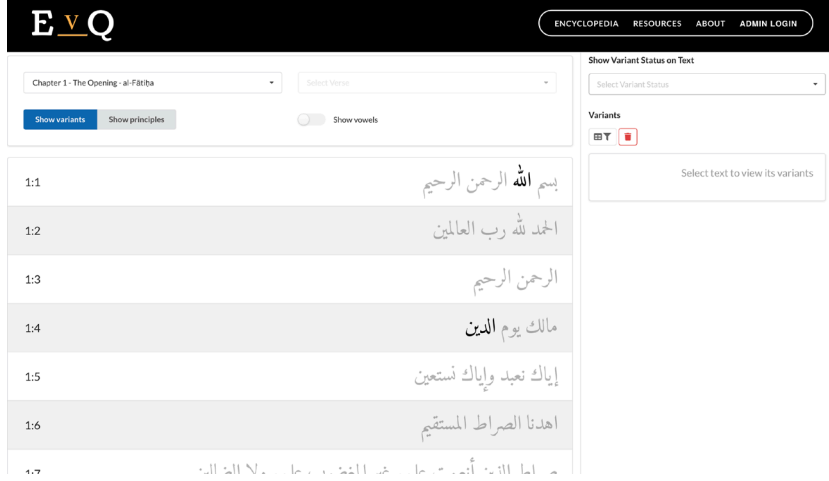 EvQ
ENCYCLOPEDIA RESOURCES ABOUT ADMIN LOGIN
Chapter 1 - The Opening - al-Fātiḥa
Select Verse
Show variants Show principles Show vowels
1:1 بسم الله الرحمن الرحيم
1:2 الحمد لله رب العالمين
1:3 الرحمن الرحيم
1:4 مالك يوم الدين
1:5 إياك نعبد وإياك نستعين
1:6 اهدنا الصراط المستقيم
1:7
Show Variant Status on Text
Select Variant Status
Variants
Select text to view its variants